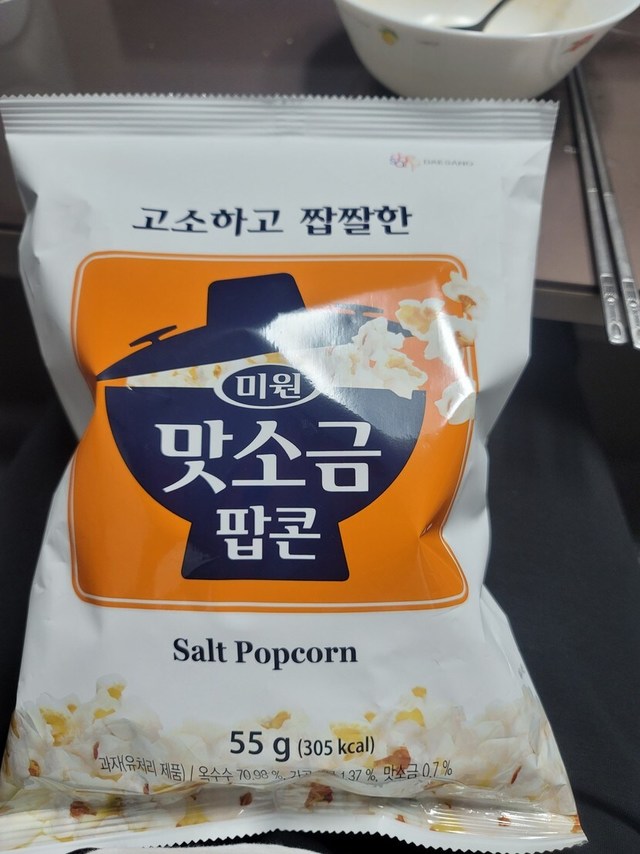 DAESANG
고소하고 짭짤한
미원
맛소금
팝콘
Salt Popcorn
55 g (305 kcal)
과자(유처리 제품) / 옥수수 70.98 %, 1.37 %, 맛소금 0.7 %